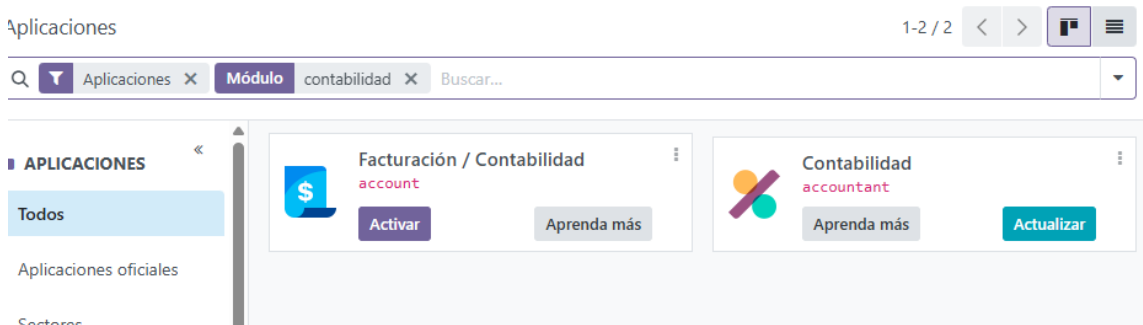 Aplicaciones
1-2 / 2
Aplicaciones
Módulo contabilidad
Buscar...
APLICACIONES
Todos
Aplicaciones oficiales
Sectores
Facturación / Contabilidad
account
Activar
Aprenda más
Contabilidad
accountant
Aprenda más
Actualizar